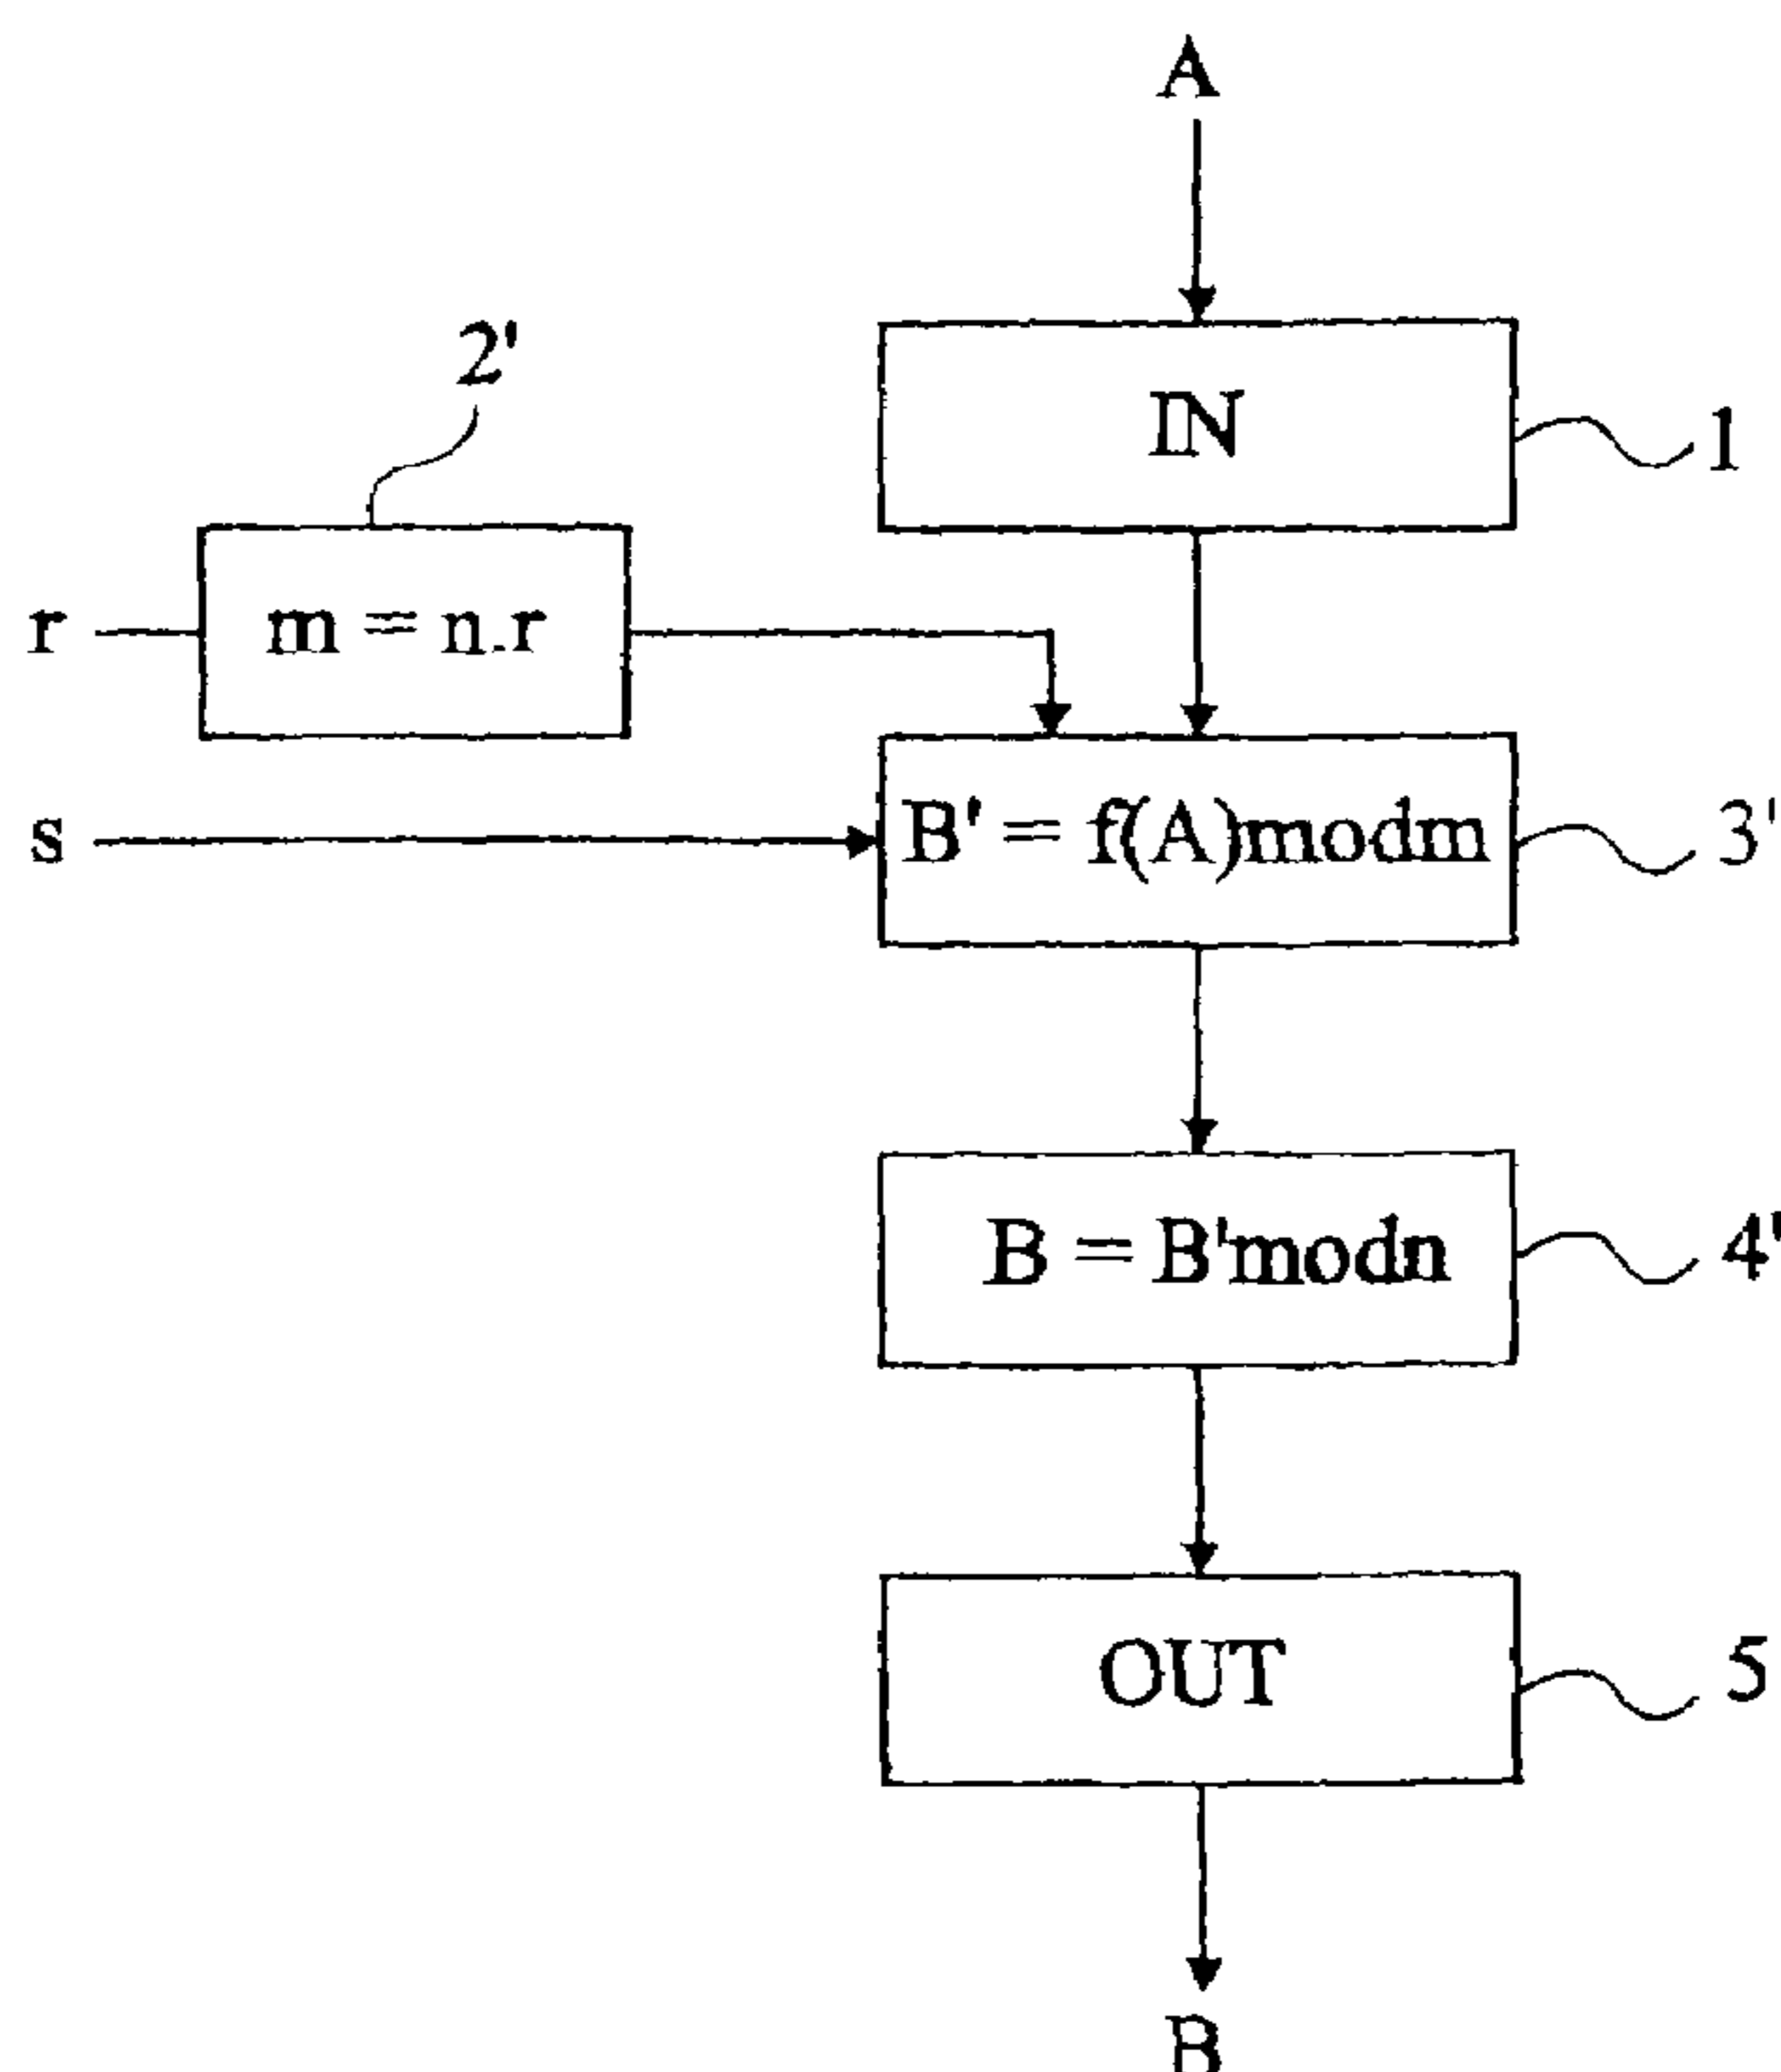 A
IN
1
2'
r
m = n.r
s
B' = f(A)modm
3'
B = B'modn
4'
OUT
5
B